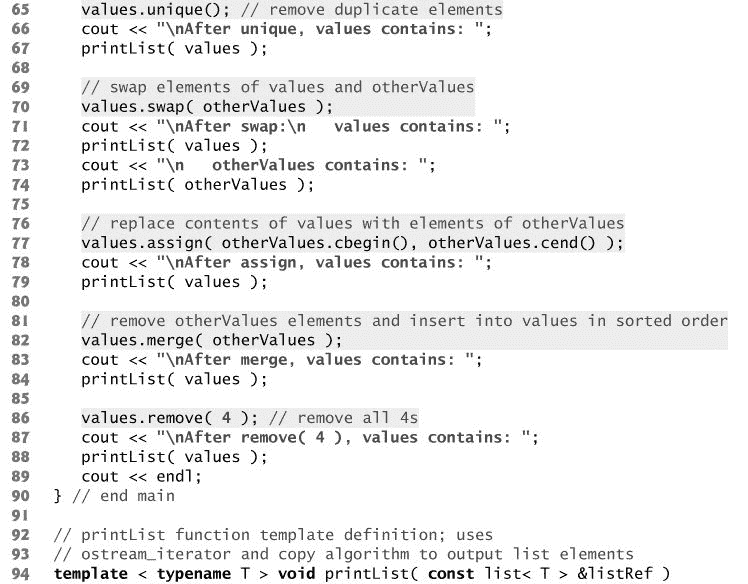 65 values.unique(); // remove duplicate elements
66 cout << "\nAfter unique, values contains: ";
67 printList( values );
68
69 // swap elements of values and otherValues
70 values.swap( otherValues );
71 cout << "\nAfter swap:\n   values contains: ";
72 printList( values );
73 cout << "\n   otherValues contains: ";
74 printList( otherValues );
75
76 // replace contents of values with elements of otherValues
77 values.assign( otherValues.cbegin(), otherValues.cend() );
78 cout << "\nAfter assign, values contains: ";
79 printList( values );
80
81 // remove otherValues elements and insert into values in sorted order
82 values.merge( otherValues );
83 cout << "\nAfter merge, values contains: ";
84 printList( values );
85
86 values.remove( 4 ); // remove all 4s
87 cout << "\nAfter remove( 4 ), values contains: ";
88 printList( values );
89 cout << endl;
90 } // end main
91
92 // printList function template definition; uses
93 // ostream_iterator and copy algorithm to output list elements
94 template < typename T > void printList( const list< T > &listRef )